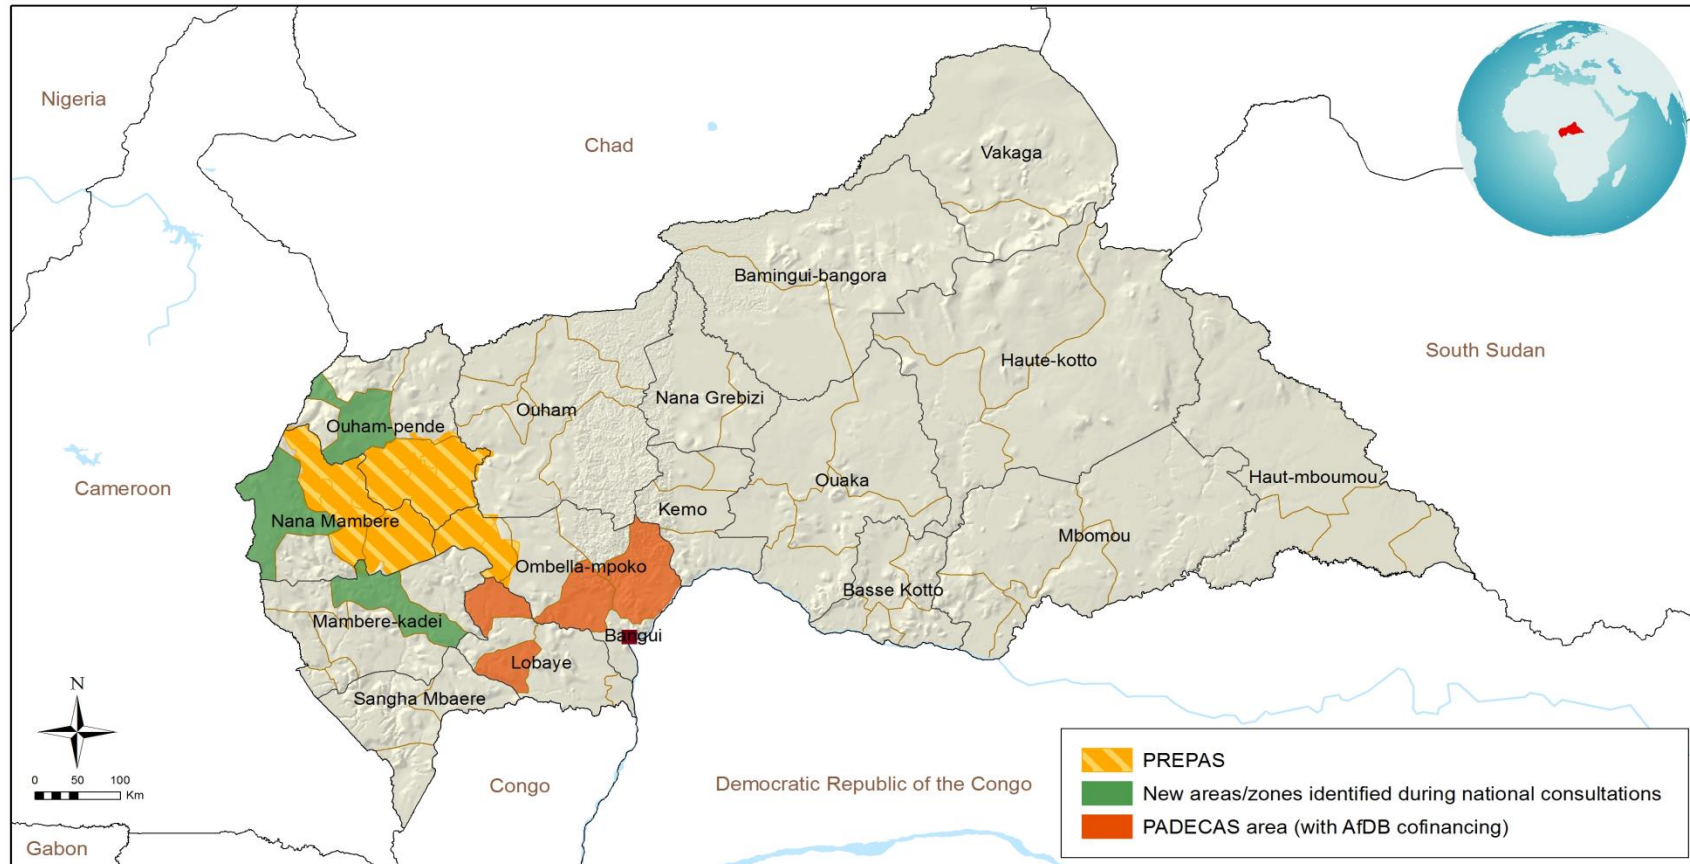 Nigeria
Chad
Vakaga
Bamingui-bangora
South Sudan
Haute-kotto
Nana Grebizi
Ouham
Ouham-pende
Cameroon
Haut-mboumou
Ouaka
Kemo
Nana Mambere
Mbomou
Ombella-mpoko
Basse Kotto
Mambere-kadei
Bangui
Lobaye
Sangha Mbaere
N
0 50 100
Km
Congo
Democratic Republic of the Congo
Gabon
PREPAS
New areas/zones identified during national consultations
PADECAS area (with AfDB cofinancing)